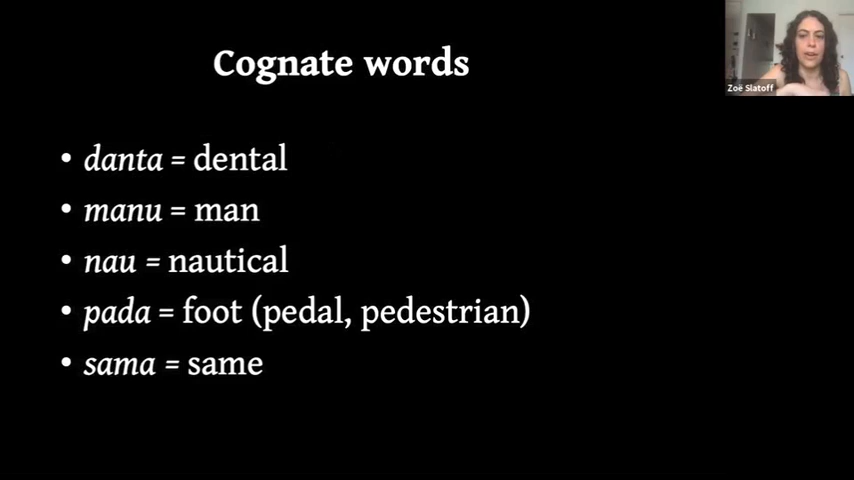 Cognate words
Zoë Slatoff
• danta = dental
• manu = man
• nau = nautical
• pada = foot (pedal, pedestrian)
• sama = same